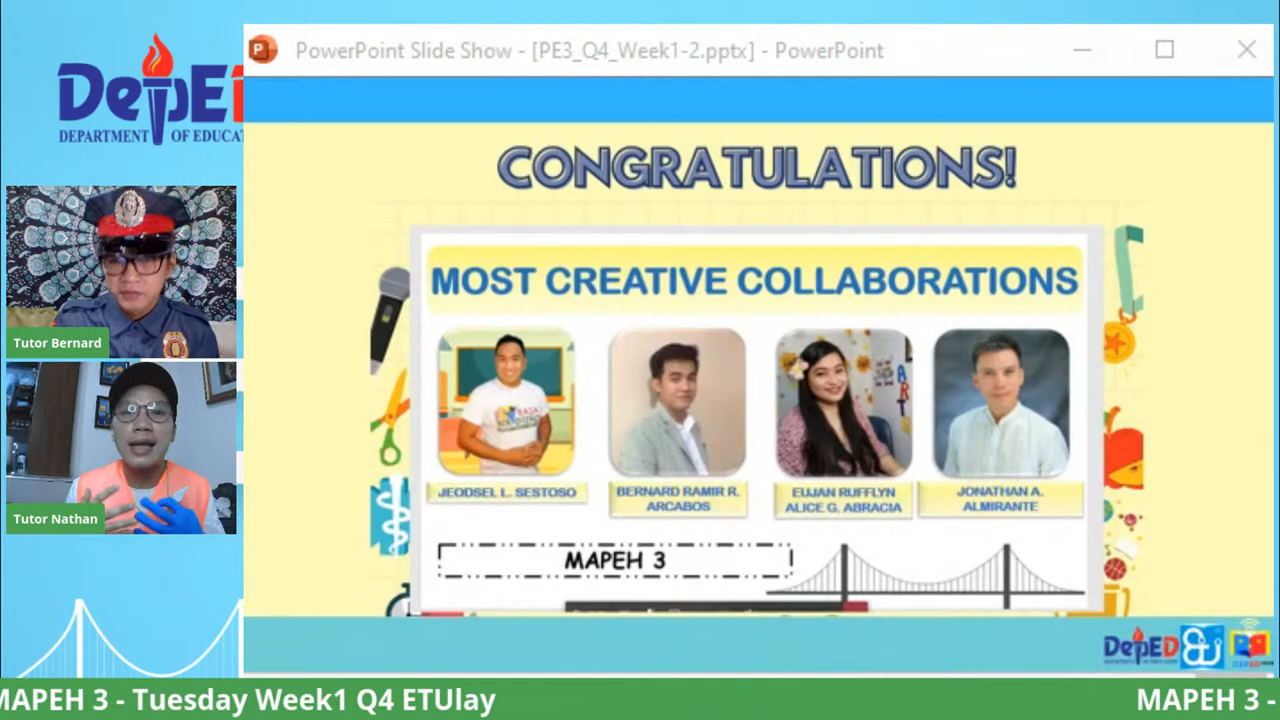 PowerPoint Slide Show - [PE3_Q4_Week1-2.pptx] - PowerPoint
DepE
DEPARTMENT OF EDUCA
CONGRATULATIONS!
MOST CREATIVE COLLABORATIONS
JEODSEL L. SESTOSO
BERNARD RAMIR R.
ARCABOS
EUJAN RUFFLYN
ALICE G. ABRACIA
JONATHAN A.
ALMIRANTE
MAPEH 3
Tutor Bernard
Tutor Nathan
DepED
MAPEH 3 - Tuesday Week1 Q4 ETUlay
MAPEH 3 -